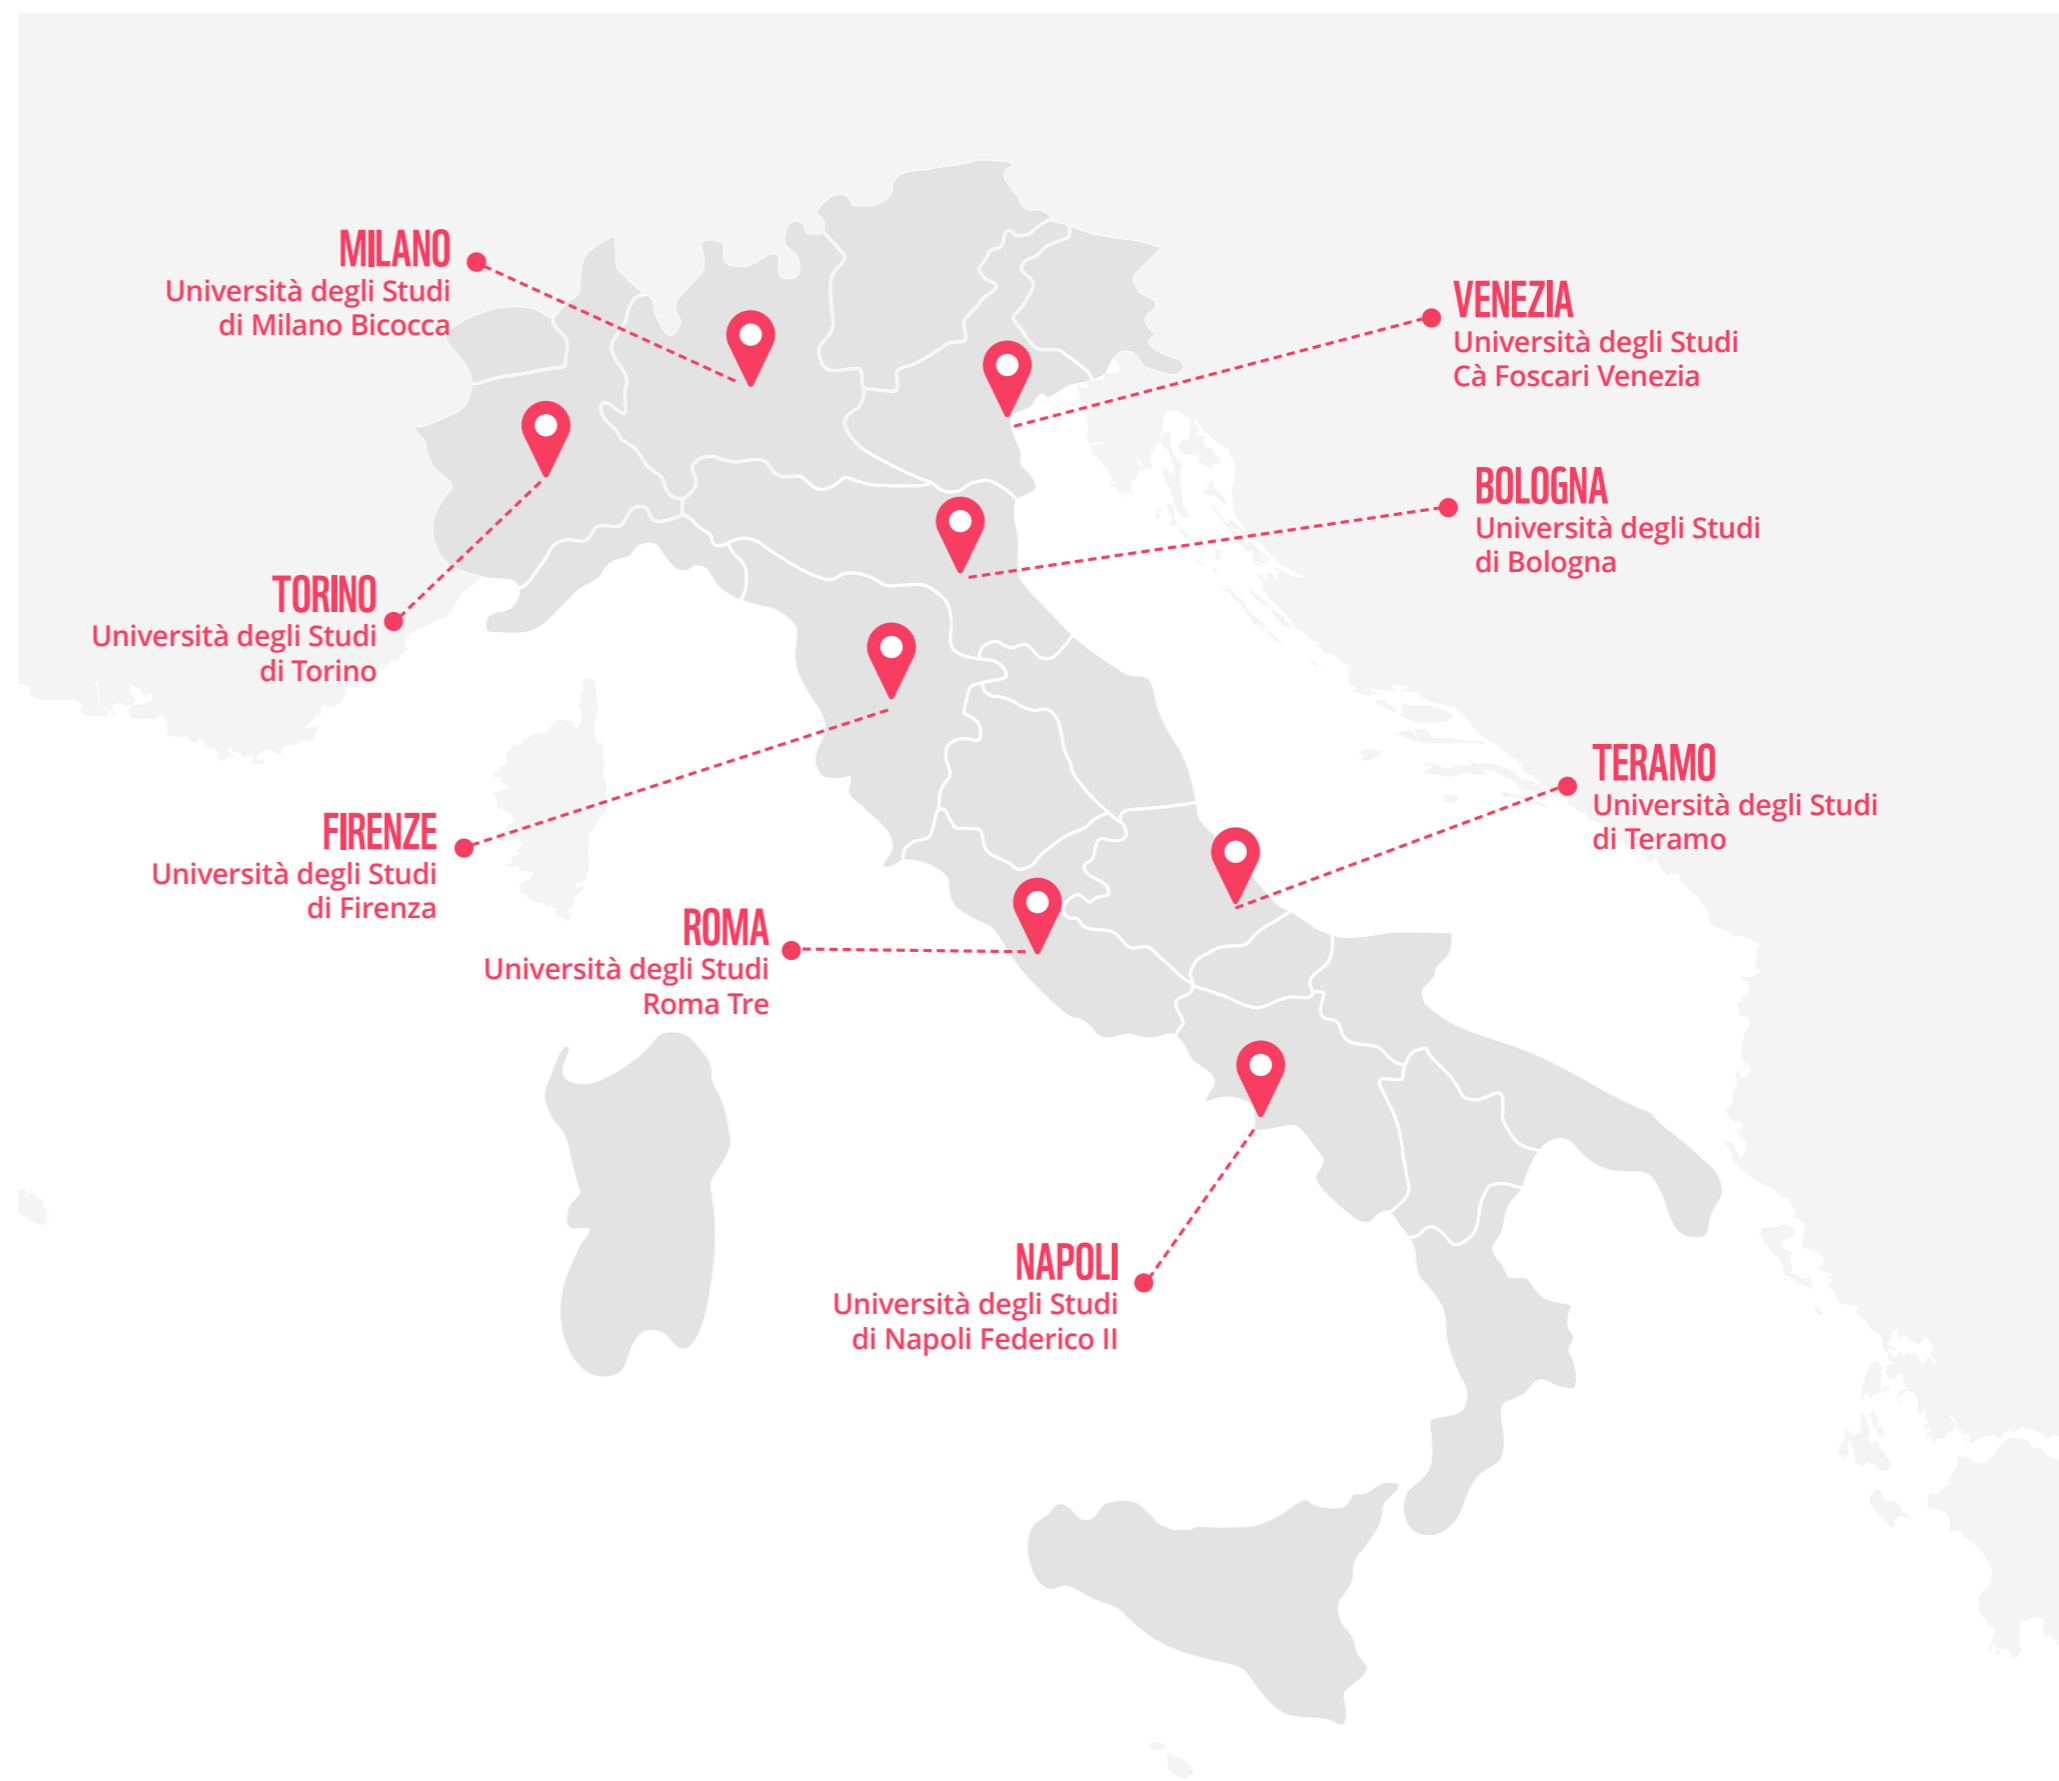 MILANO
Università degli Studi
di Milano Bicocca
VENEZIA
Università degli Studi
Cà Foscari Venezia
BOLOGNA
Università degli Studi
di Bologna
TORINO
Università degli Studi
di Torino
TERAMO
Università degli Studi
di Teramo
FIRENZE
Università degli Studi
di Firenza
ROMA
Università degli Studi
Roma Tre
NAPOLI
Università degli Studi
di Napoli Federico II